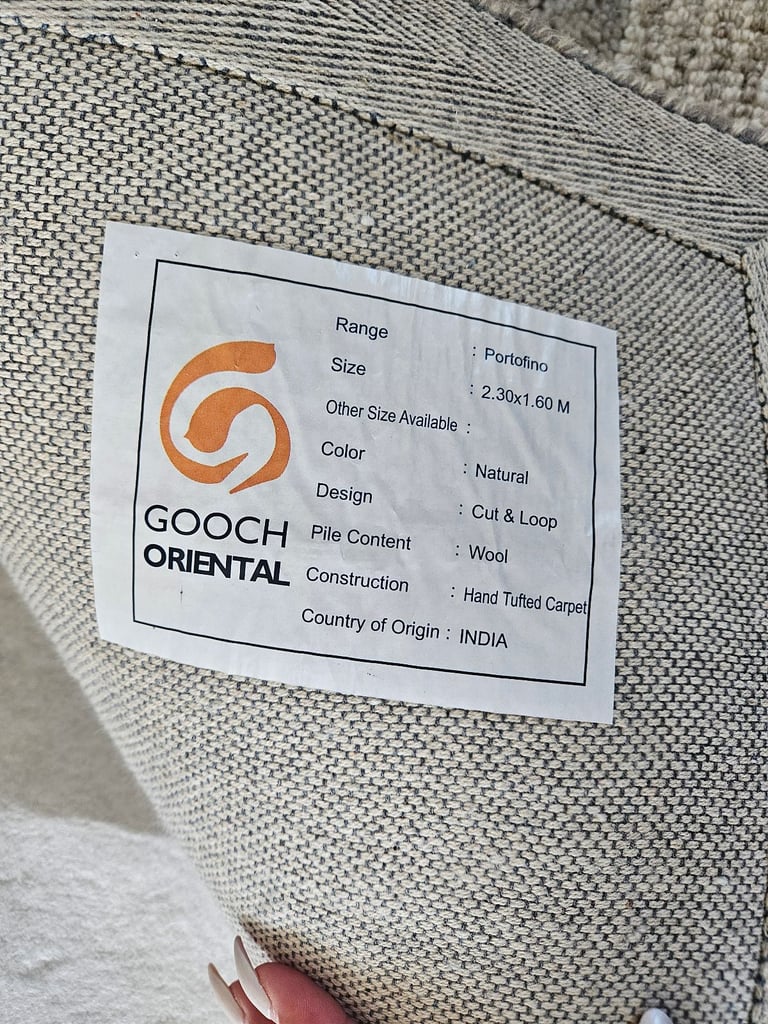 GOOCH
ORIENTAL
Range : Portofino
Size : 2.30x1.60 M
Other Size Available :
Color : Natural
Design : Cut & Loop
Pile Content : Wool
Construction : Hand Tufted Carpet
Country of Origin : INDIA